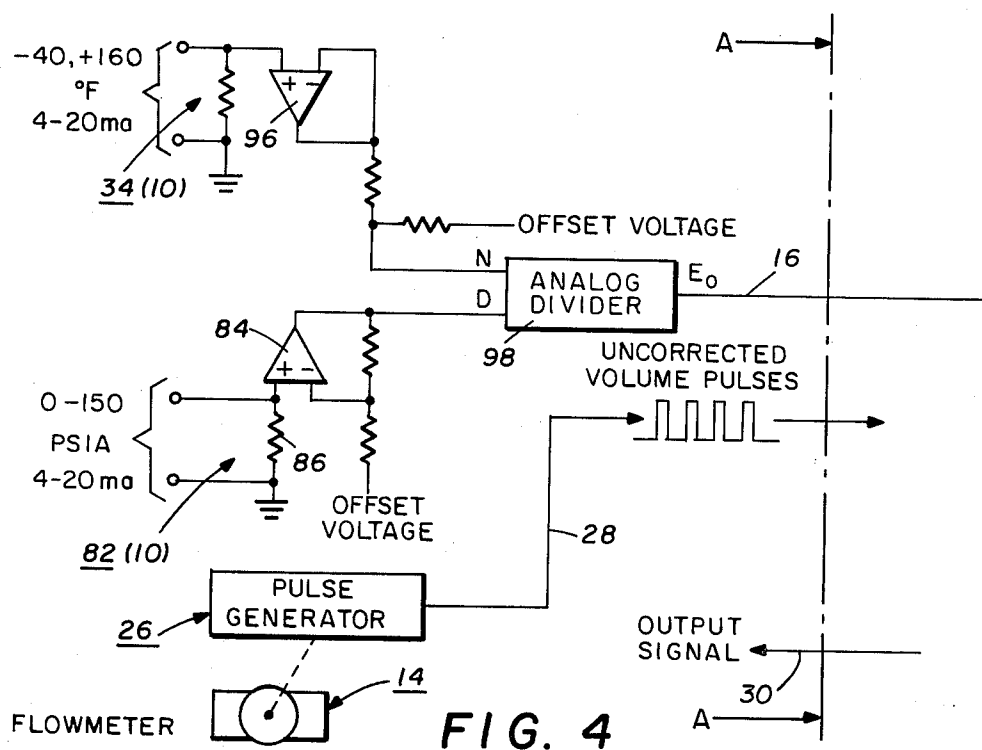 A
-40,+160
°F
4-20ma
+ -
96
34 (10)
OFFSET VOLTAGE
N
D
ANALOG
DIVIDER
98
E₀
16
84
+ -
UNCORRECTED
VOLUME PULSES
0-150
PSIA
4-20ma
86
82 (10)
OFFSET
VOLTAGE
28
PULSE
GENERATOR
26
OUTPUT
SIGNAL
30
14
FLOWMETER
FIG. 4
A